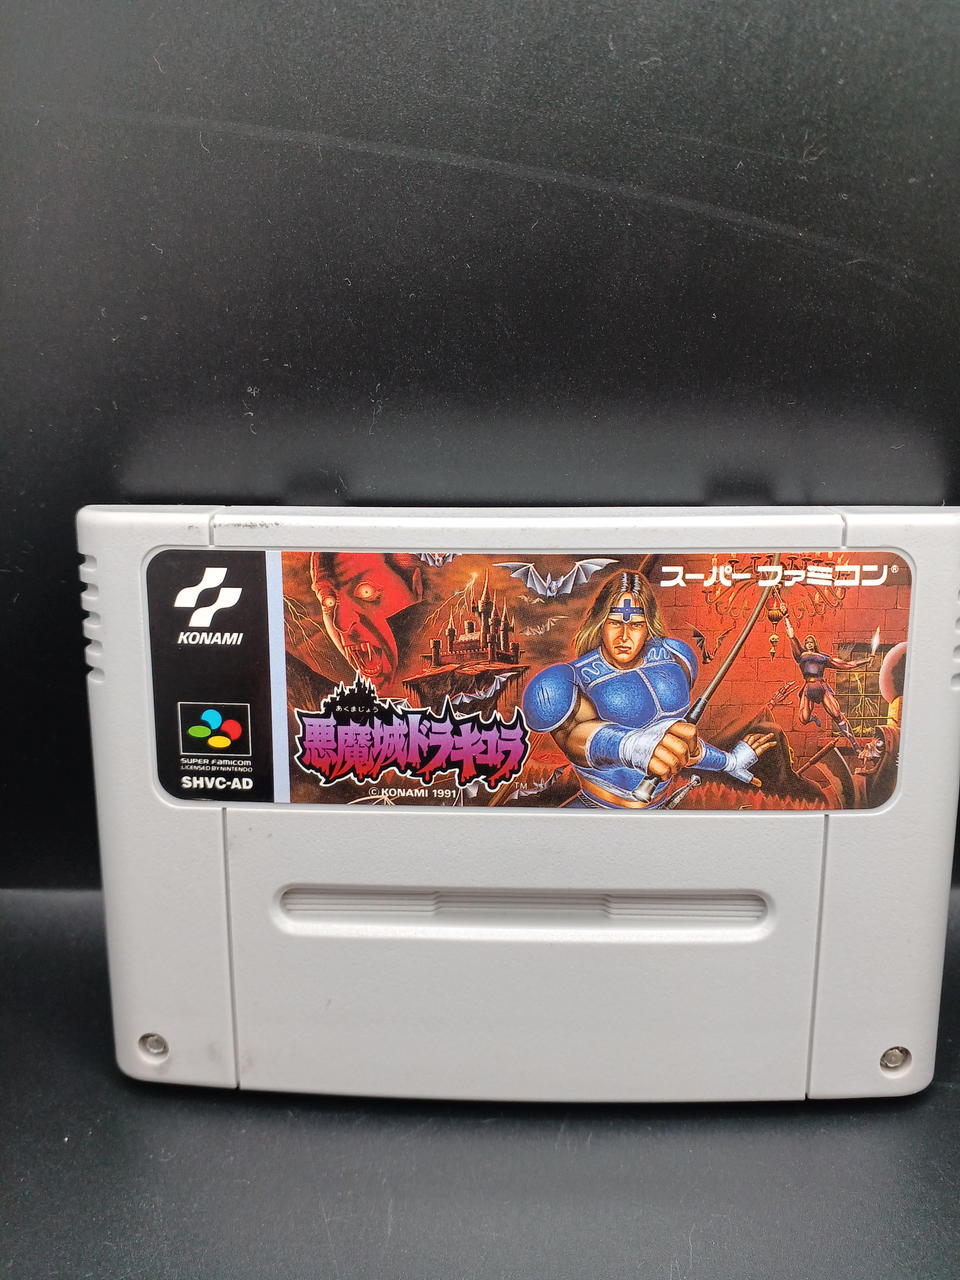 KONAMI
SUPER FAMICOM
LICENSED BY NINTENDO
SHVC-AD
スーパーファミコン®
あくまじょう
悪魔城ドラキュラ
TM
© KONAMI 1991